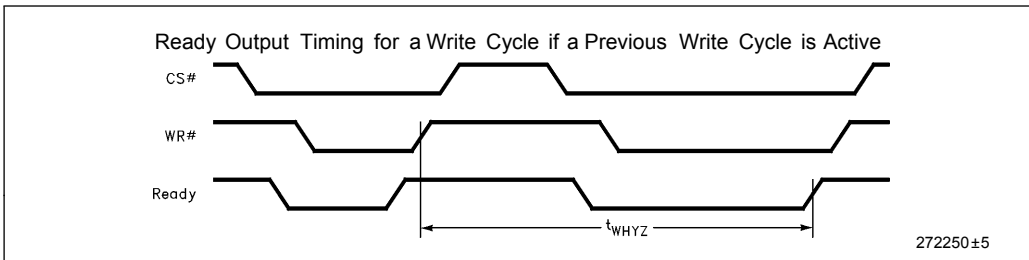 Ready Output Timing for a Write Cycle if a Previous Write Cycle is Active
CS#
WR#
Ready
tWHYZ
272250±5